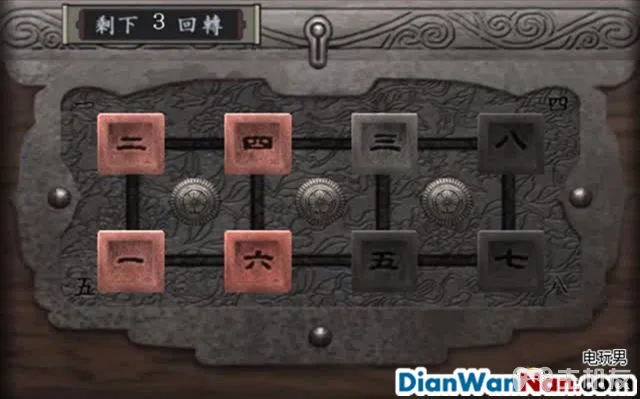 剩下 3 回轉
一 四
二 四 三 八
一 六 五 七
五 八
电玩男
DianWanNan.com